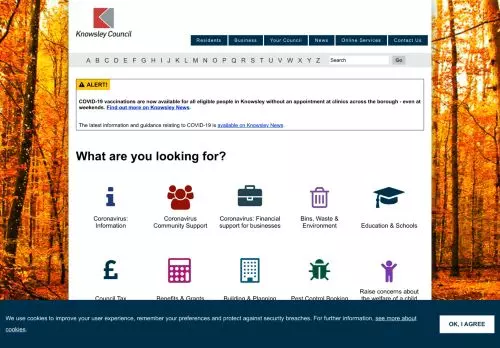 Knowsley Council
Residents Business Your Council News Online Services Contact Us
A B C D E F G H I J K L M N O P Q R S T U V W X Y Z Search Go
ALERT!
COVID-19 vaccinations are now available for all eligible people in Knowsley without an appointment at clinics across the borough - even at
weekends. Find out more on Knowsley News.
The latest information and guidance relating to COVID-19 is available on Knowsley News.
What are you looking for?
Coronavirus:
Information
Coronavirus
Community Support
Coronavirus: Financial
support for businesses
Bins, Waste &
Environment
Education & Schools
Council Tax
Benefits & Grants
Building & Planning
Pest Control Booking
Raise concerns about
the welfare of a child
We use cookies to improve your user experience, remember your preferences and protect against security breaches. For further information, see more about
cookies.
OK, I AGREE